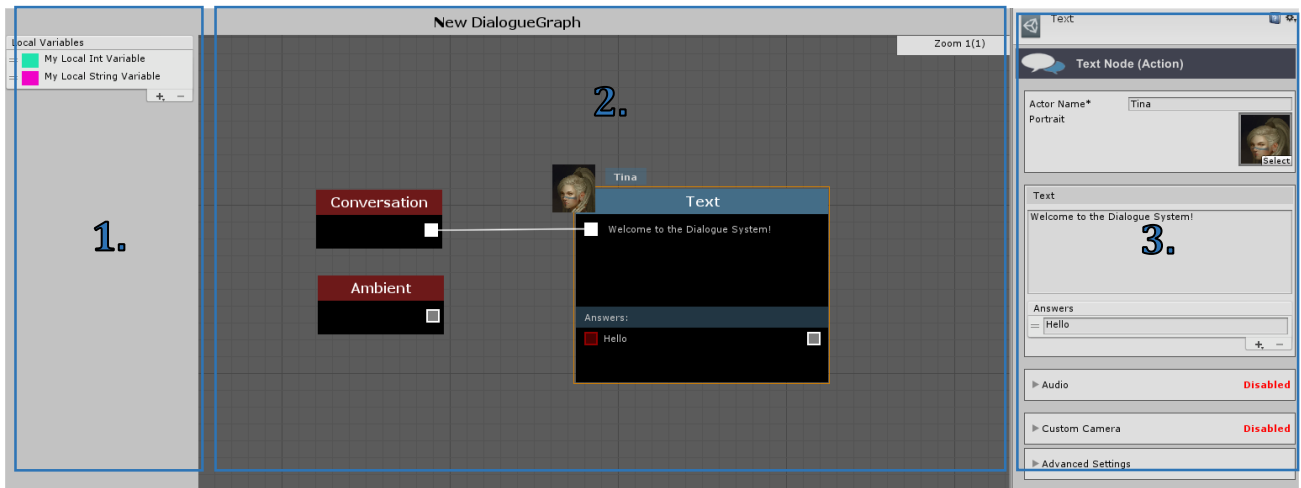 New DialogueGraph
Local Variables
My Local Int Variable
My Local String Variable
+ -
1.
Zoom 1(1)
2.
Conversation
Ambient
Tina
Text
Welcome to the Dialogue System!
Answers:
Hello
Text
Text Node (Action)
Actor Name* Tina
Portrait
Select
Text
Welcome to the Dialogue System!
3.
Answers
Hello
+ -
Audio Disabled
Custom Camera Disabled
Advanced Settings